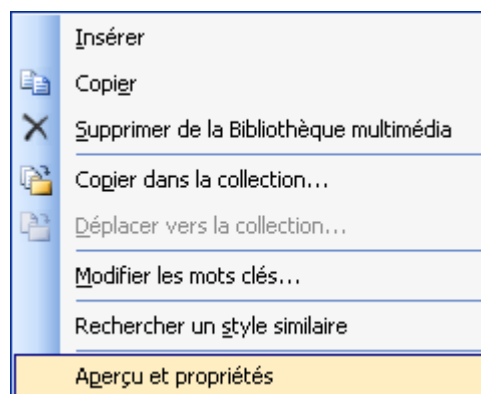 Insérer
Copier
Supprimer de la Bibliothèque multimédia
Copier dans la collection...
Déplacer vers la collection...
Modifier les mots clés...
Rechercher un style similaire
Aperçu et propriétés